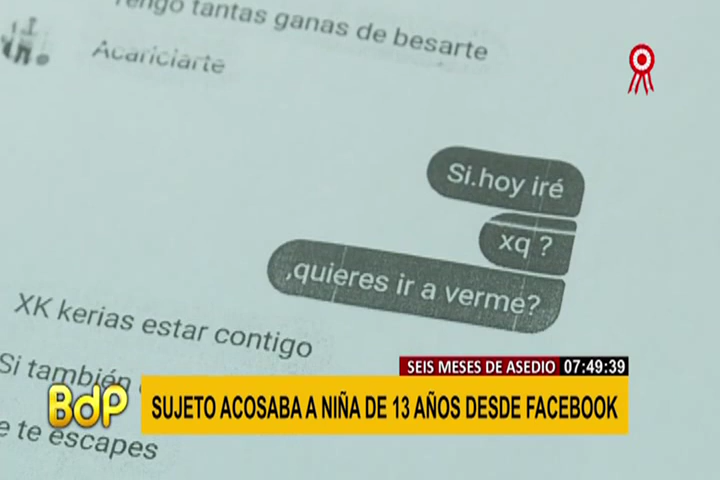 Tengo tantas ganas de besarte
Acariciarte
Si.hoy iré
xq ?
,quieres ir a verme?
XK kerias estar contigo
Si también
e te escapes
SEIS MESES DE ASEDIO 07:49:39
BdP
SUJETO ACOSABA A NIÑA DE 13 AÑOS DESDE FACEBOOK